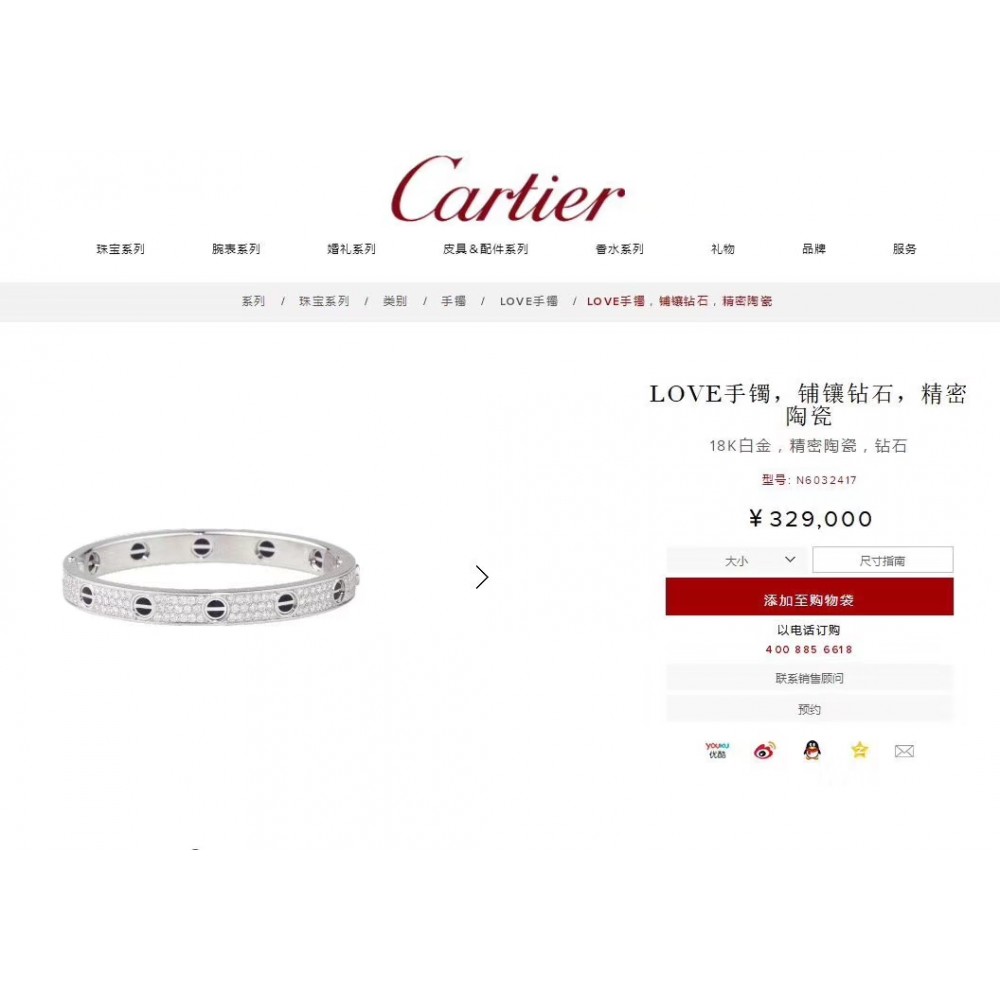 Cartier
珠宝系列 腕表系列 婚礼系列 皮具&配件系列 香水系列 礼物 品牌 服务
系列 / 珠宝系列 / 类别 / 手镯 / LOVE手镯 / LOVE手镯，铺镶钻石，精密陶瓷
LOVE手镯，铺镶钻石，精密
陶瓷
18K白金，精密陶瓷，钻石
型号: N6032417
¥329,000
大小 尺寸指南
添加至购物袋
以电话订购
400 885 6618
联系销售顾问
预约
YOUKU
优酷